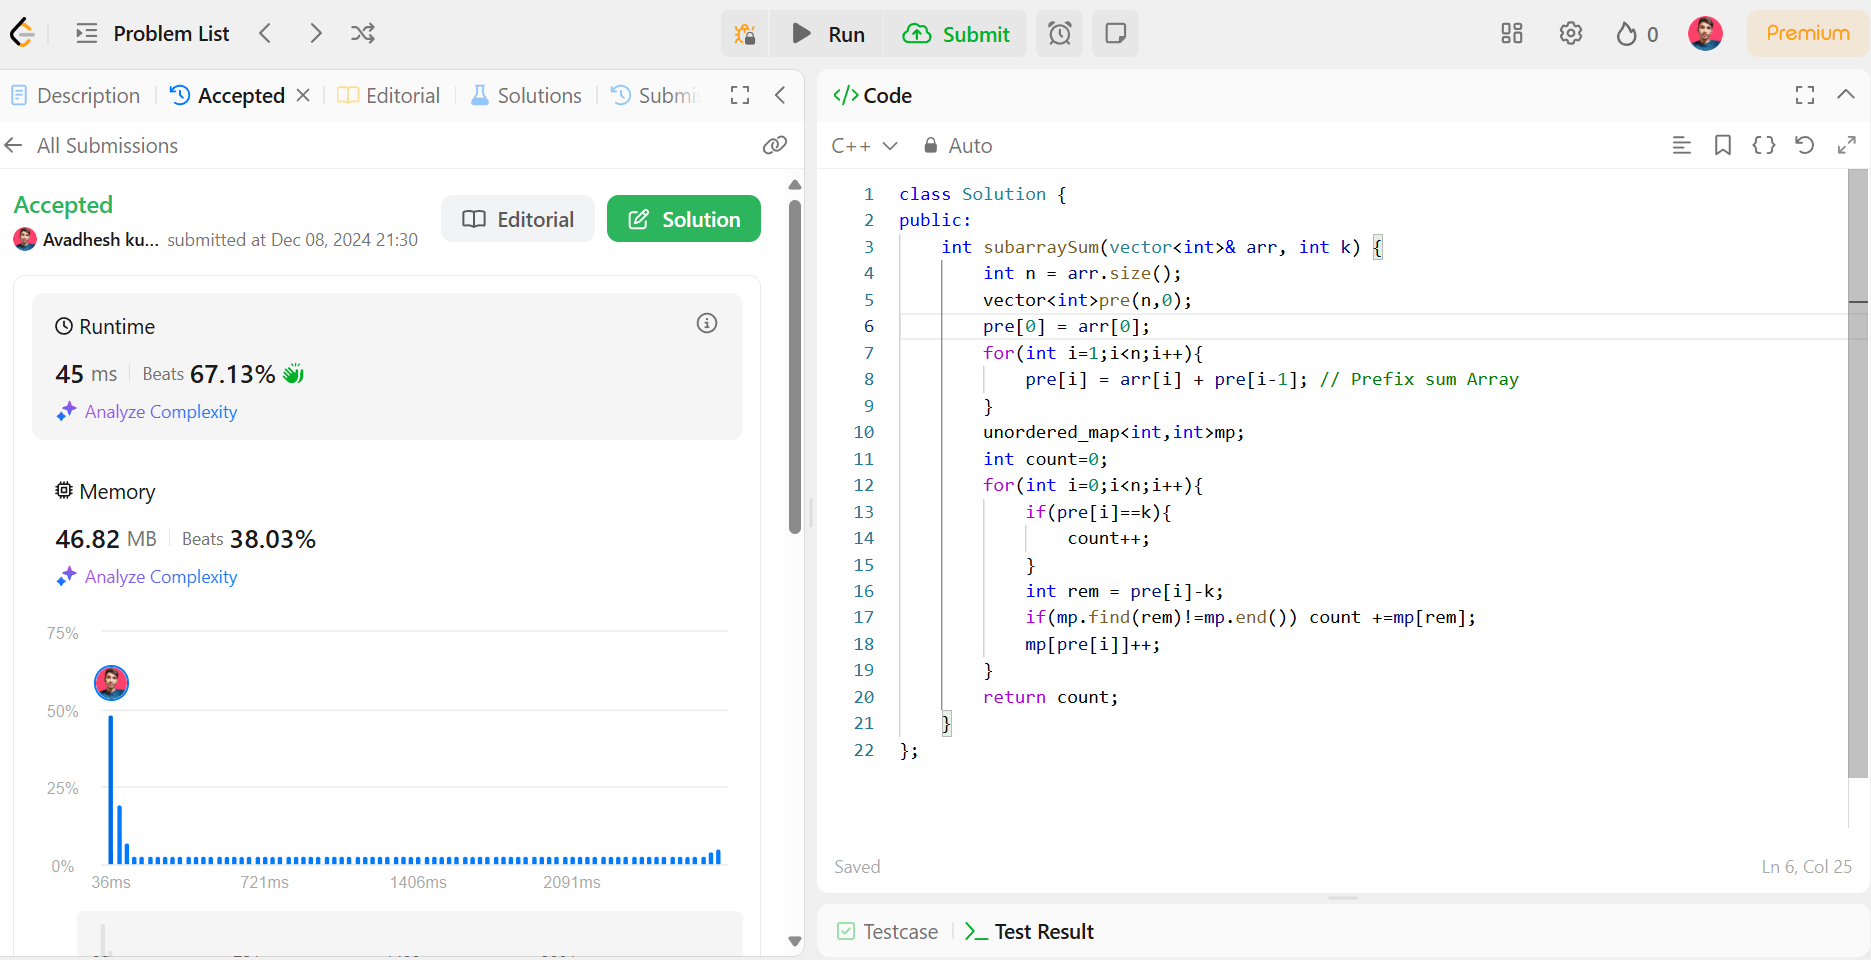 Problem List
Run
Submit
0
Premium
Description
Accepted
Editorial
Solutions
All Submissions
Accepted
Editorial
Solution
Avadhesh ku... submitted at Dec 08, 2024 21:30
Runtime
45 ms Beats 67.13%
Analyze Complexity
Memory
46.82 MB Beats 38.03%
Analyze Complexity
75%
50%
25%
0%
36ms 721ms 1406ms 2091ms
</> Code
C++ Auto
1 class Solution {
2 public:
3 int subarraySum(vector<int>& arr, int k) {
4 int n = arr.size();
5 vector<int>pre(n,0);
6 pre[0] = arr[0];
7 for(int i=1;i<n;i++){
8 pre[i] = arr[i] + pre[i-1]; // Prefix sum Array
9 }
10 unordered_map<int,int>mp;
11 int count=0;
12 for(int i=0;i<n;i++){
13 if(pre[i]==k){
14 count++;
15 }
16 int rem = pre[i]-k;
17 if(mp.find(rem)!=mp.end()) count +=mp[rem];
18 mp[pre[i]]++;
19 }
20 return count;
21 }
22 };
Saved
Ln 6, Col 25
Testcase
Test Result